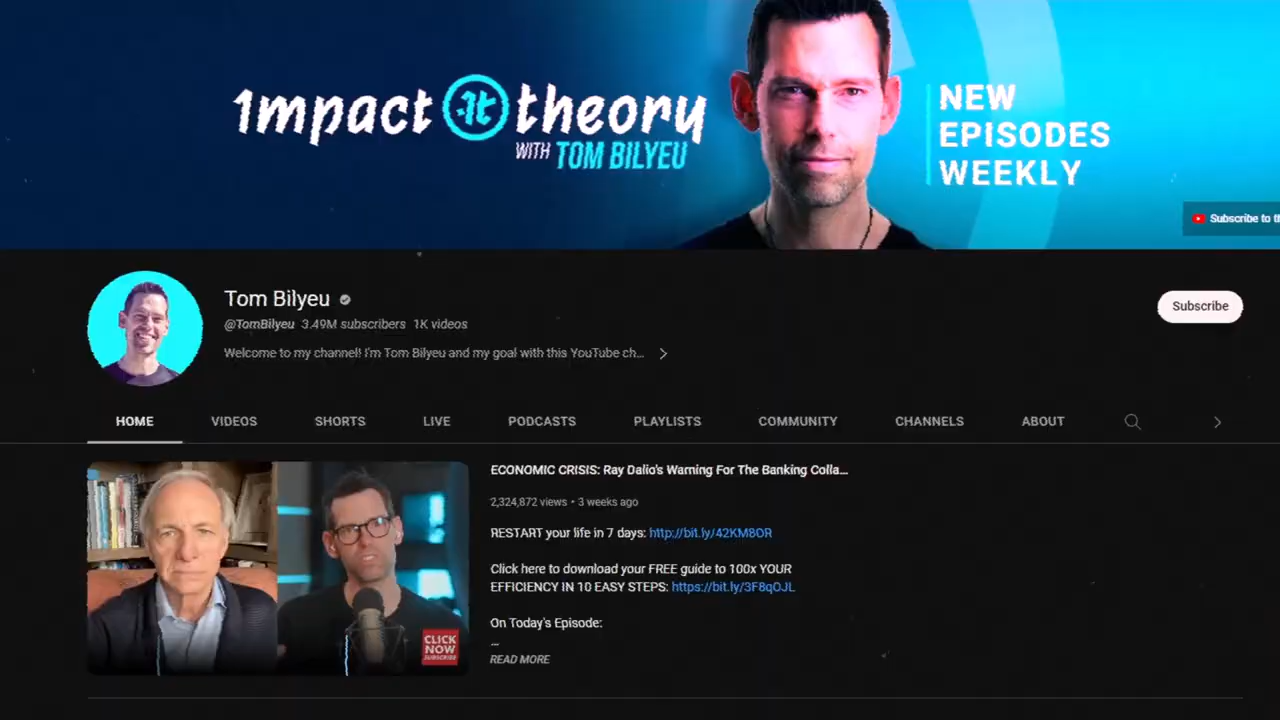 1mpact it theory
WITH TOM BILYEU
NEW
EPISODES
WEEKLY
Subscribe to th
Tom Bilyeu
@TomBilyeu 3.49M subscribers 1K videos
Welcome to my channel! I'm Tom Bilyeu and my goal with this YouTube ch...
Subscribe
HOME VIDEOS SHORTS LIVE PODCASTS PLAYLISTS COMMUNITY CHANNELS ABOUT
ECONOMIC CRISIS: Ray Dalio's Warning For The Banking Colla...
2,324,872 views • 3 weeks ago
RESTART your life in 7 days: http://bit.ly/42KM8OR
Click here to download your FREE guide to 100x YOUR
EFFICIENCY IN 10 EASY STEPS: https://bit.ly/3F8qOJL
On Today's Episode:
...
READ MORE
CLICK
NOW
SUBSCRIBE